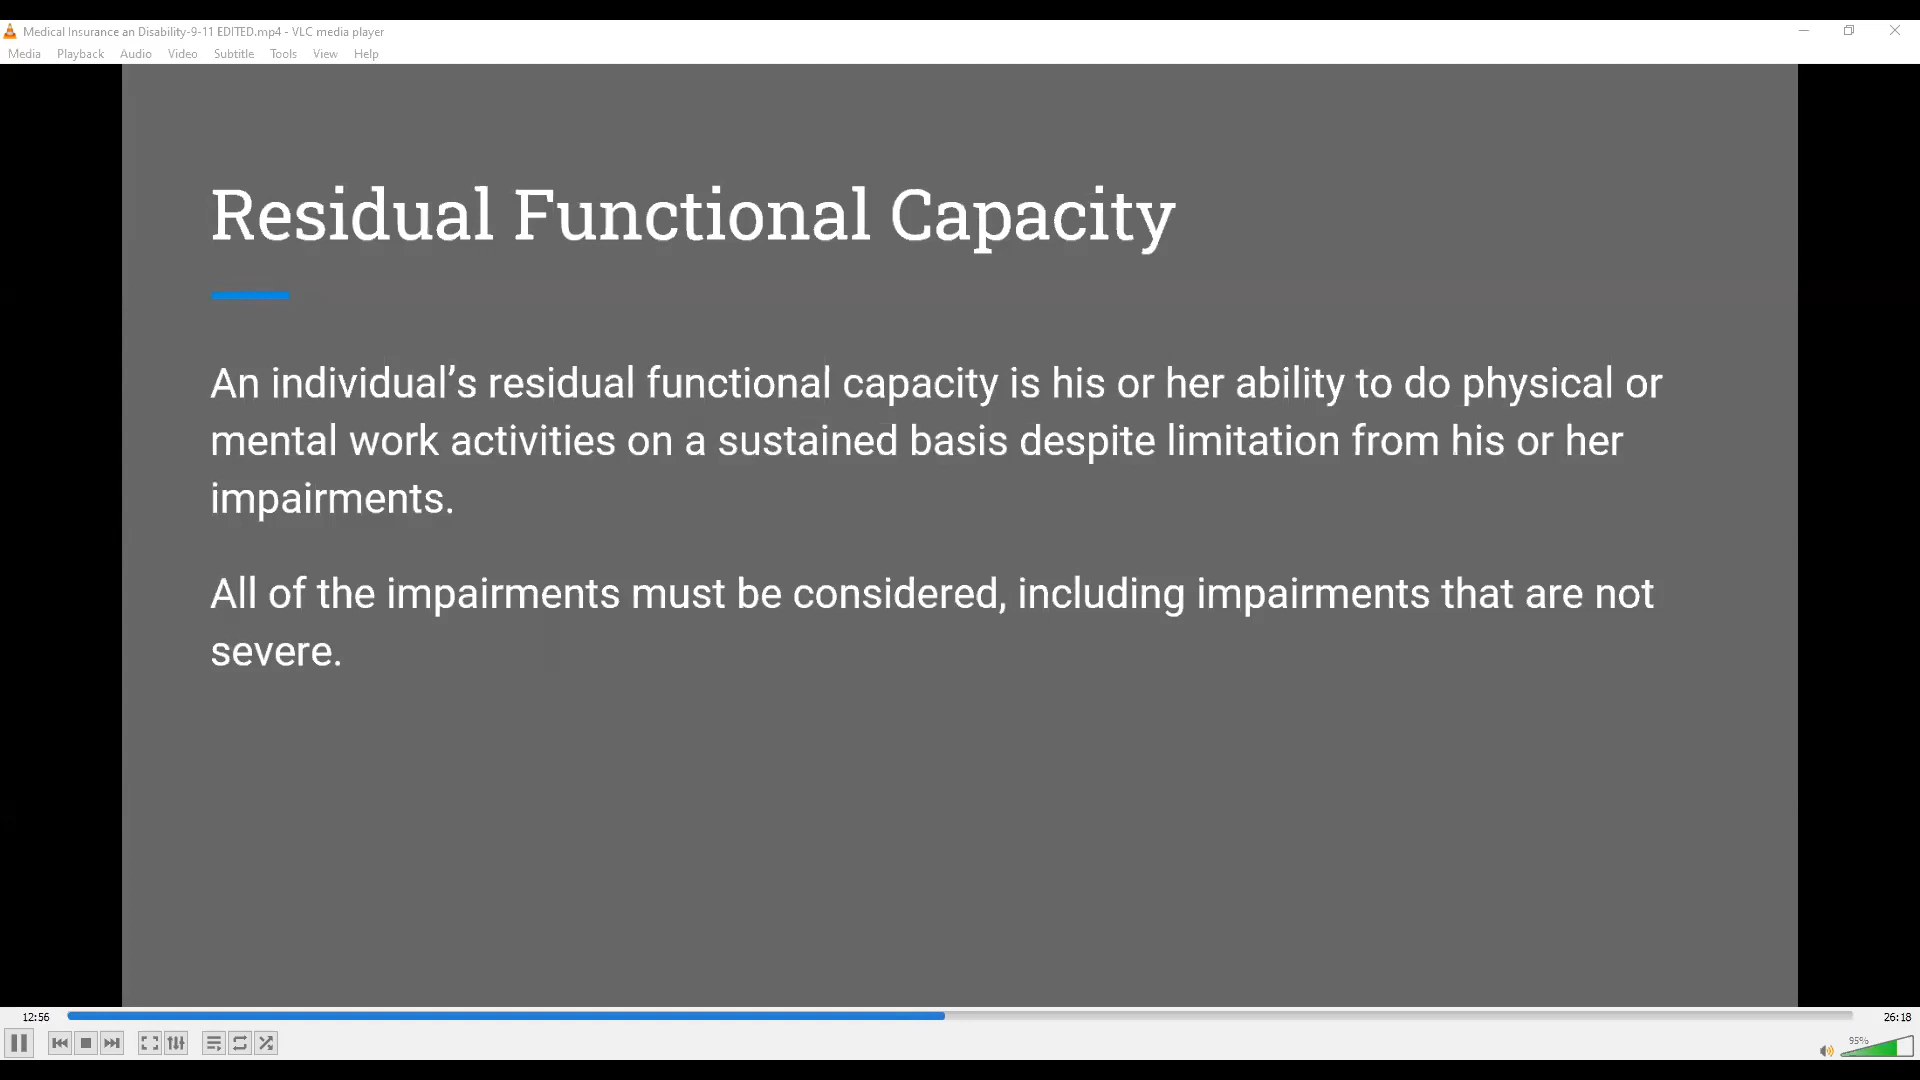 Medical Insurance an Disability-9-11 EDITED.mp4 - VLC media player
Media Playback Audio Video Subtitle Tools View Help
Residual Functional Capacity
An individual’s residual functional capacity is his or her ability to do physical or
mental work activities on a sustained basis despite limitation from his or her
impairments.
All of the impairments must be considered, including impairments that are not
severe.
12:56
26:18
95%